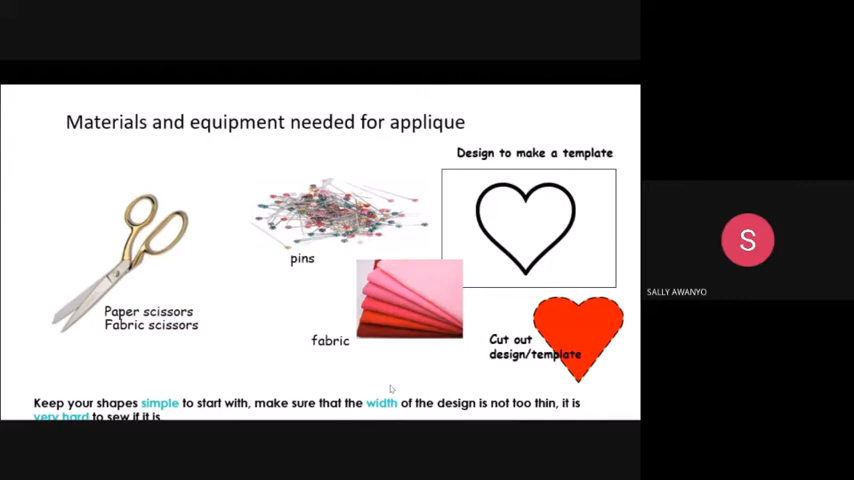 Materials and equipment needed for applique
Design to make a template
pins
Paper scissors
Fabric scissors
fabric
Cut out
design/template
Keep your shapes simple to start with, make sure that the width of the design is not too thin, it is
very hard to sew if it is
S
SALLY AWANYO